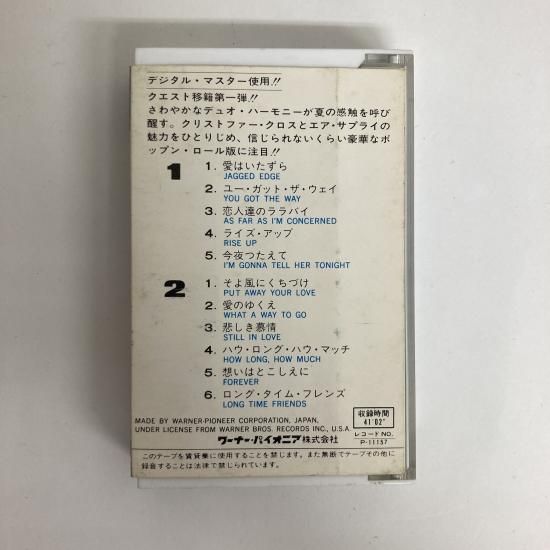 デジタル・マスター使用!!
クエスト移籍第一弾!!
さわやかなデュオ・ハーモニーが夏の感触を呼び
醒す。クリストファー・クロスとエア・サプライの
魅力をひとりじめ、信じられないくらい豪華なポ
ップン・ロール版に注目!!
1
1. 愛はいたずら
JAGGED EDGE
2. ユー・ガット・ザ・ウェイ
YOU GOT THE WAY
3. 恋人達のララバイ
AS FAR AS I'M CONCERNED
4. ライズ・アップ
RISE UP
5. 今夜つたえて
I'M GONNA TELL HER TONIGHT
2
1. そよ風にくちづけ
PUT AWAY YOUR LOVE
2. 愛のゆくえ
WHAT A WAY TO GO
3. 悲しき慕情
STILL IN LOVE
4. ハウ・ロング・ハウ・マッチ
HOW LONG, HOW MUCH
5. 想いはとこしえに
FOREVER
6. ロング・タイム・フレンズ
LONG TIME FRIENDS
収録時間
41'02"
MADE BY WARNER-PIONEER CORPORATION, JAPAN,
UNDER LICENSE FROM WARNER BROS. RECORDS INC., U.S.A.
ワーナー・パイオニア株式会社
レコードNO.
P-11157
このテープを賃貸業に使用することを禁じます。また無断でテープその他に
録音することは法律で禁じられています。